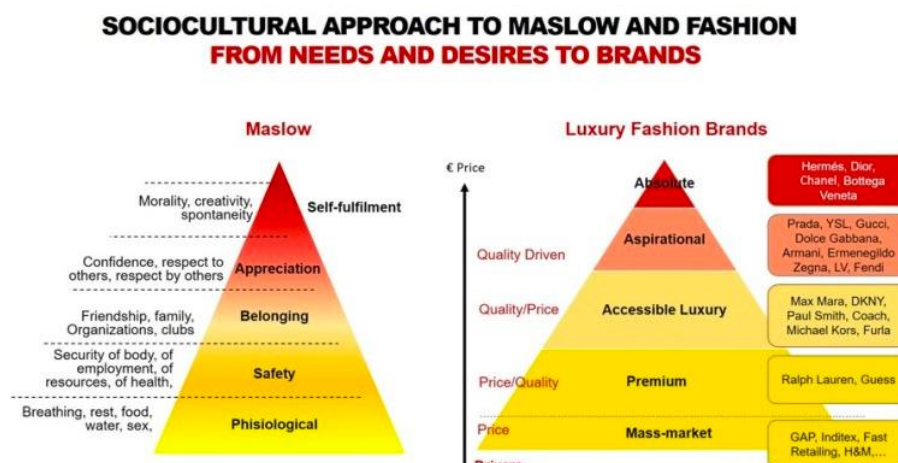 SOCIOCULTURAL APPROACH TO MASLOW AND FASHION
FROM NEEDS AND DESIRES TO BRANDS
Maslow
Morality, creativity,
spontaneity
Self-fulfilment
Confidence, respect to
others, respect by others
Appreciation
Friendship, family,
Organizations, clubs
Belonging
Security of body, of
employment, of
resources, of health,
Safety
Breathing, rest, food,
water, sex,
Phisiological
Luxury Fashion Brands
€ Price
Absolute
Hermés, Dior,
Chanel, Bottega
Veneta
Quality Driven
Aspirational
Prada, YSL, Gucci,
Dolce Gabbana,
Armani, Ermenegildo
Zegna, LV, Fendi
Quality/Price
Accessible Luxury
Max Mara, DKNY,
Paul Smith, Coach,
Michael Kors, Furla
Price/Quality
Premium
Ralph Lauren, Guess
Price
Mass-market
GAP, Inditex, Fast
Retailing, H&M,...